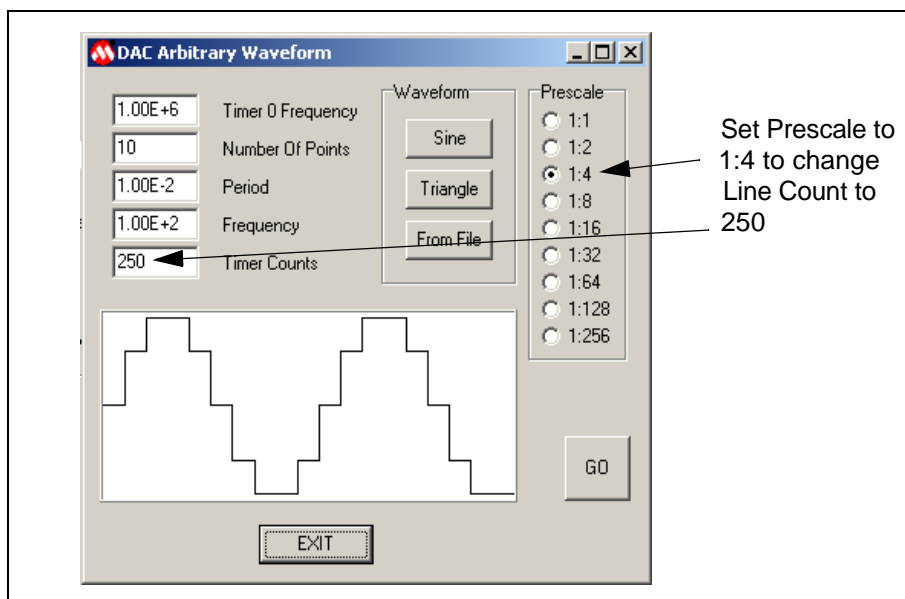 DAC Arbitrary Waveform
1.00E+6 Timer 0 Frequency
10 Number Of Points
1.00E-2 Period
1.00E+2 Frequency
250 Timer Counts
Waveform
Sine
Triangle
From File
Prescale
1:1
1:2
1:4
1:8
1:16
1:32
1:64
1:128
1:256
GO
EXIT
Set Prescale to
1:4 to change
Line Count to
250